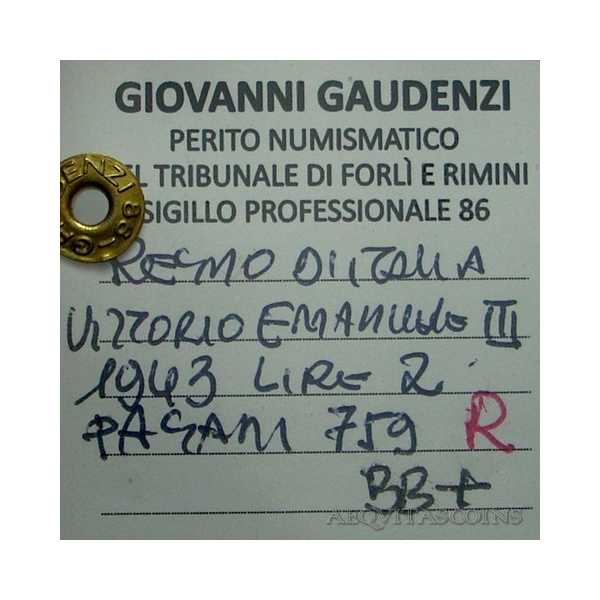 GIOVANNI GAUDENZI
PERITO NUMISMATICO
EL TRIBUNALE DI FORLÌ E RIMINI
SIGILLO PROFESSIONALE 86
REGNO D'ITALIA
VITTORIO EMANUELE III
1943 LIRE 2
PAGANI 759 R
BB+
AEQVITASCOINS